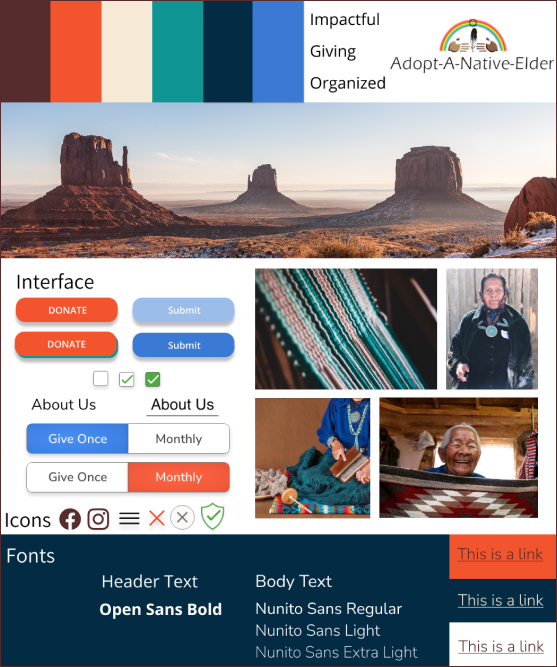 Impactful
Giving
Organized
Adopt-A-Native-Elder
Interface
DONATE
Submit
DONATE
Submit
About Us
About Us
Give Once
Monthly
Give Once
Monthly
Icons
Fonts
Header Text
Open Sans Bold
Body Text
Nunito Sans Regular
Nunito Sans Light
Nunito Sans Extra Light
This is a link
This is a link
This is a link